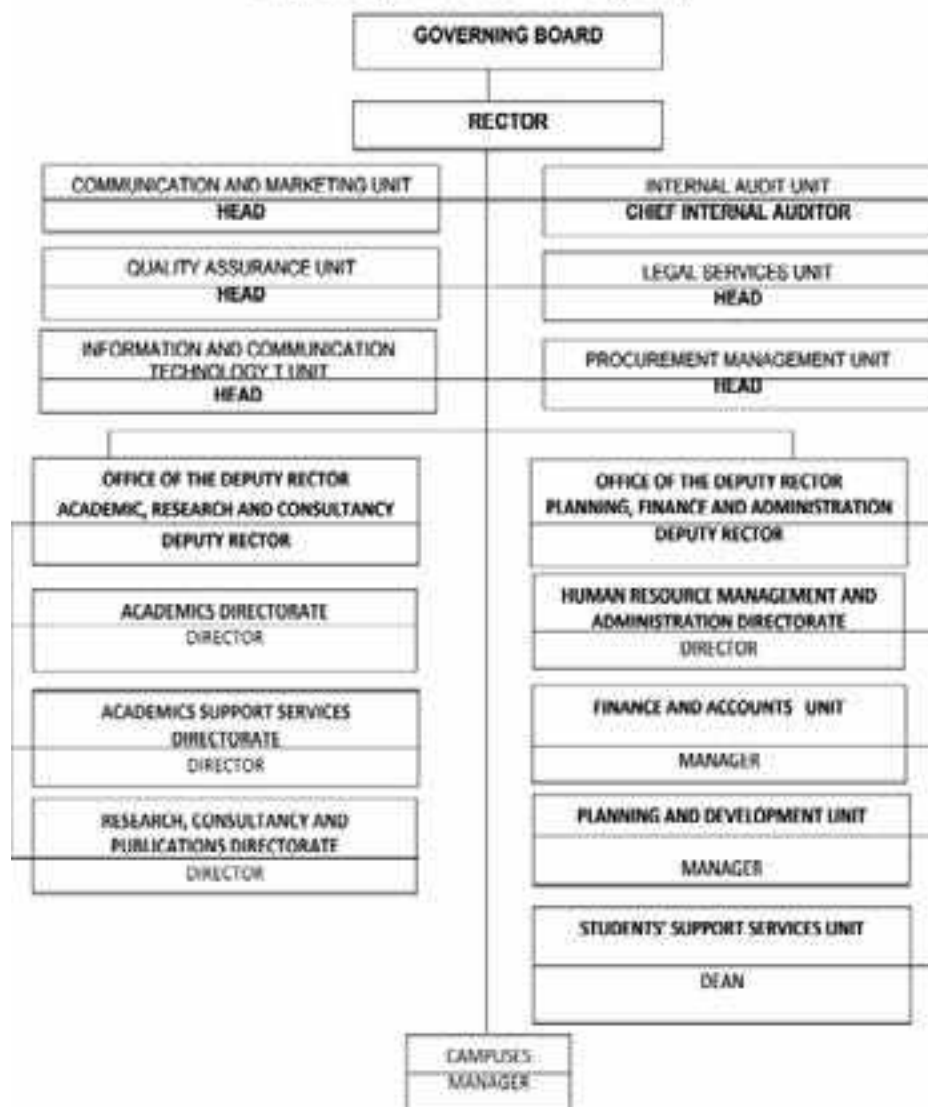 GOVERNING BOARD
RECTOR
COMMUNICATION AND MARKETING UNIT
HEAD
INTERNAL AUDIT UNIT
CHIEF INTERNAL AUDITOR
QUALITY ASSURANCE UNIT
HEAD
LEGAL SERVICES UNIT
HEAD
INFORMATION AND COMMUNICATION
TECHNOLOGY T UNIT
HEAD
PROCUREMENT MANAGEMENT UNIT
HEAD
OFFICE OF THE DEPUTY RECTOR
ACADEMIC, RESEARCH AND CONSULTANCY
DEPUTY RECTOR
OFFICE OF THE DEPUTY RECTOR
PLANNING, FINANCE AND ADMINISTRATION
DEPUTY RECTOR
ACADEMICS DIRECTORATE
DIRECTOR
HUMAN RESOURCE MANAGEMENT AND
ADMINISTRATION DIRECTORATE
DIRECTOR
ACADEMICS SUPPORT SERVICES
DIRECTORATE
DIRECTOR
FINANCE AND ACCOUNTS UNIT
MANAGER
RESEARCH, CONSULTANCY AND
PUBLICATIONS DIRECTORATE
DIRECTOR
PLANNING AND DEVELOPMENT UNIT
MANAGER
STUDENTS' SUPPORT SERVICES UNIT
DEAN
CAMPUSES
MANAGER